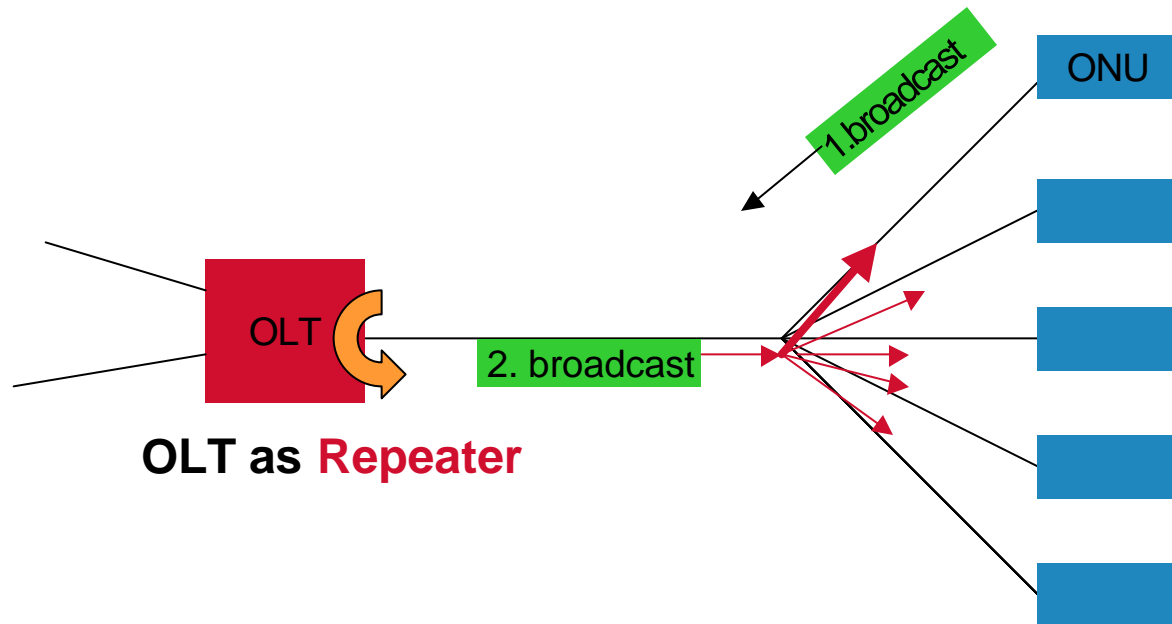 ONU
1.broadcast
OLT
2. broadcast
OLT as Repeater